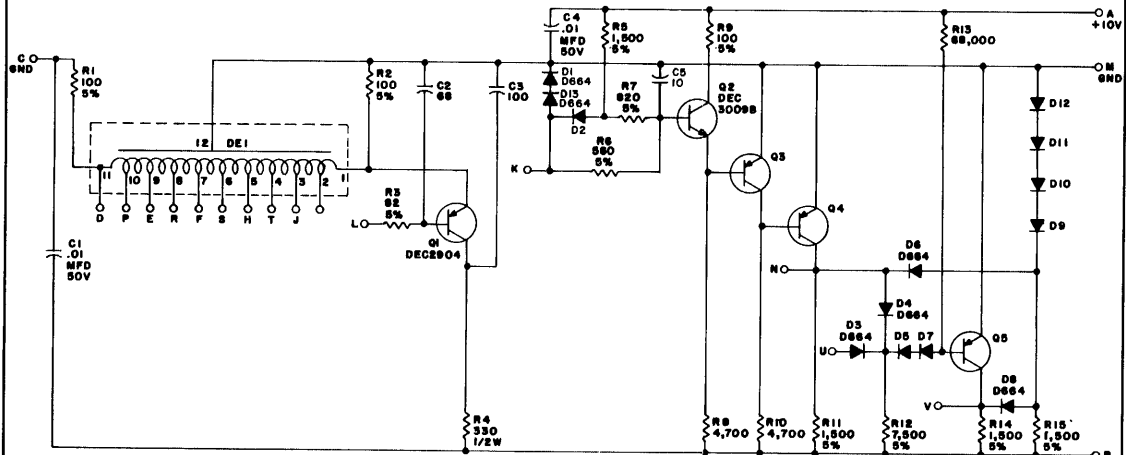 C
GND
R1
100
5%
12 DE1
11
10
9
8
7
6
5
4
3
2
1
D
P
E
R
F
S
H
T
J
C1
.01
MFD
50V
R2
100
5%
C2
68
C3
100
R3
82
5%
L
Q1
DEC2904
R4
330
1/2W
C4
.01
MFD
50V
R5
1,500
5%
D1
D664
D13
D664
D2
R7
820
5%
C5
10
R6
560
5%
K
R9
100
5%
Q2
DEC
3009B
Q3
Q4
N
R13
68,000
A
+10V
M
GND
D12
D11
D10
D9
D6
D664
D4
D664
D3
D664
U
D5
D7
Q5
D8
D664
V
R8
4,700
R10
4,700
R11
1,500
5%
R12
7,500
5%
R14
1,500
5%
R15
1,500
5%